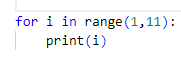 for i in range(1,11):
    print(i)